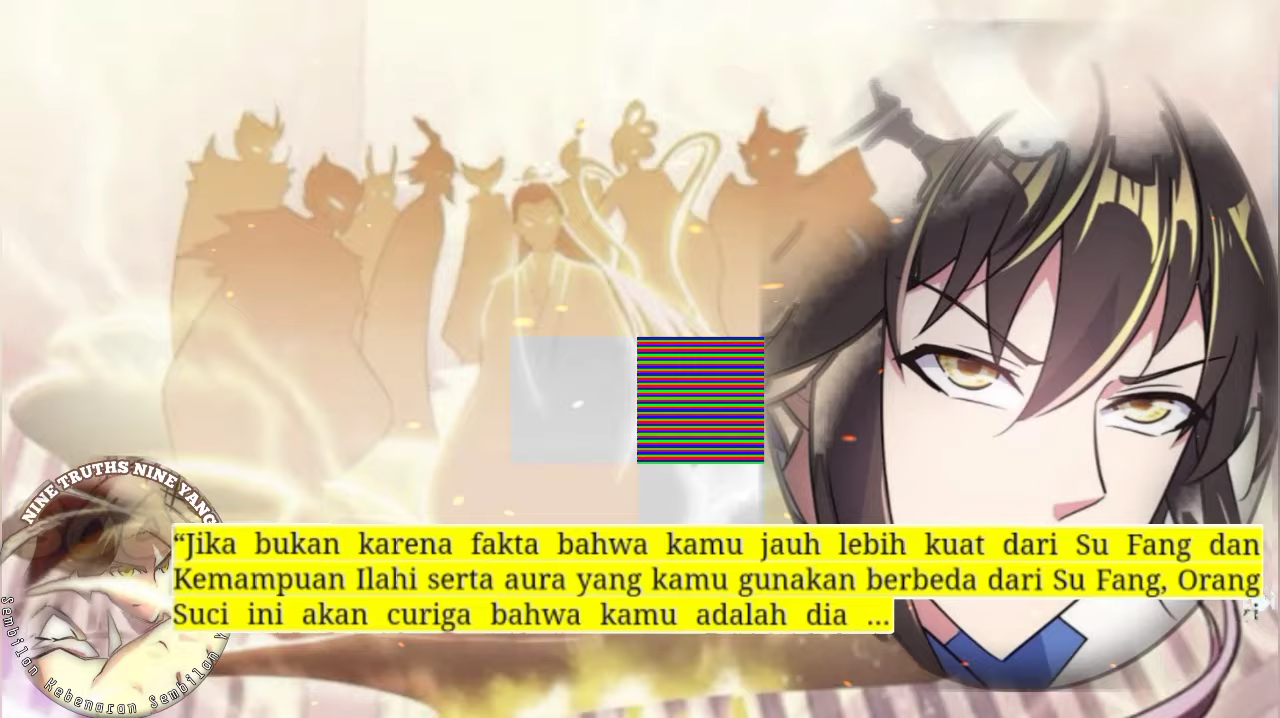 NINE TRUTHS NINE YANG
“Jika bukan karena fakta bahwa kamu jauh lebih kuat dari Su Fang dan
Kemampuan Ilahi serta aura yang kamu gunakan berbeda dari Su Fang, Orang
Suci ini akan curiga bahwa kamu adalah dia ...
Sembilan Kebenaran Sembilan Y